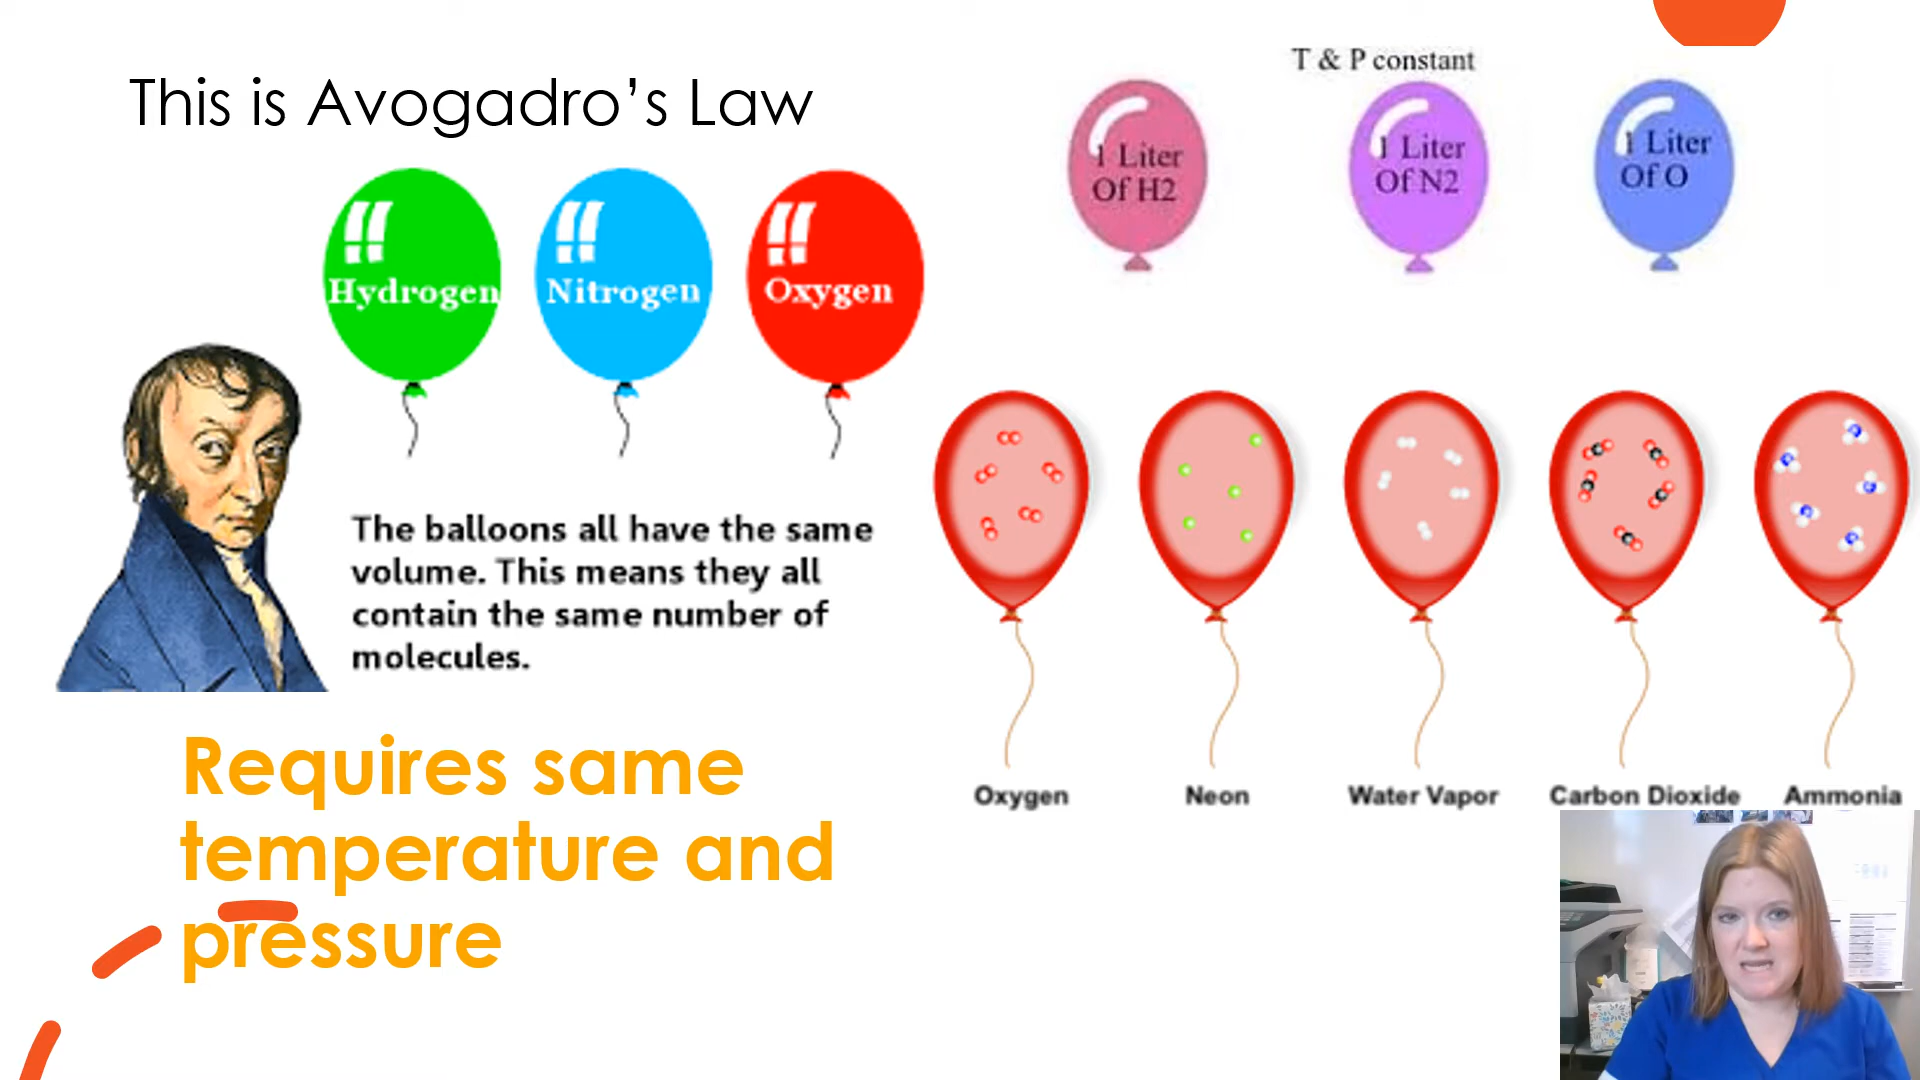 This is Avogadro's Law
Hydrogen
Nitrogen
Oxygen
The balloons all have the same
volume. This means they all
contain the same number of
molecules.
Requires same
temperature and
pressure
T & P constant
1 Liter
Of H2
1 Liter
Of N2
1 Liter
Of O
Oxygen
Neon
Water Vapor
Carbon Dioxide
Ammonia